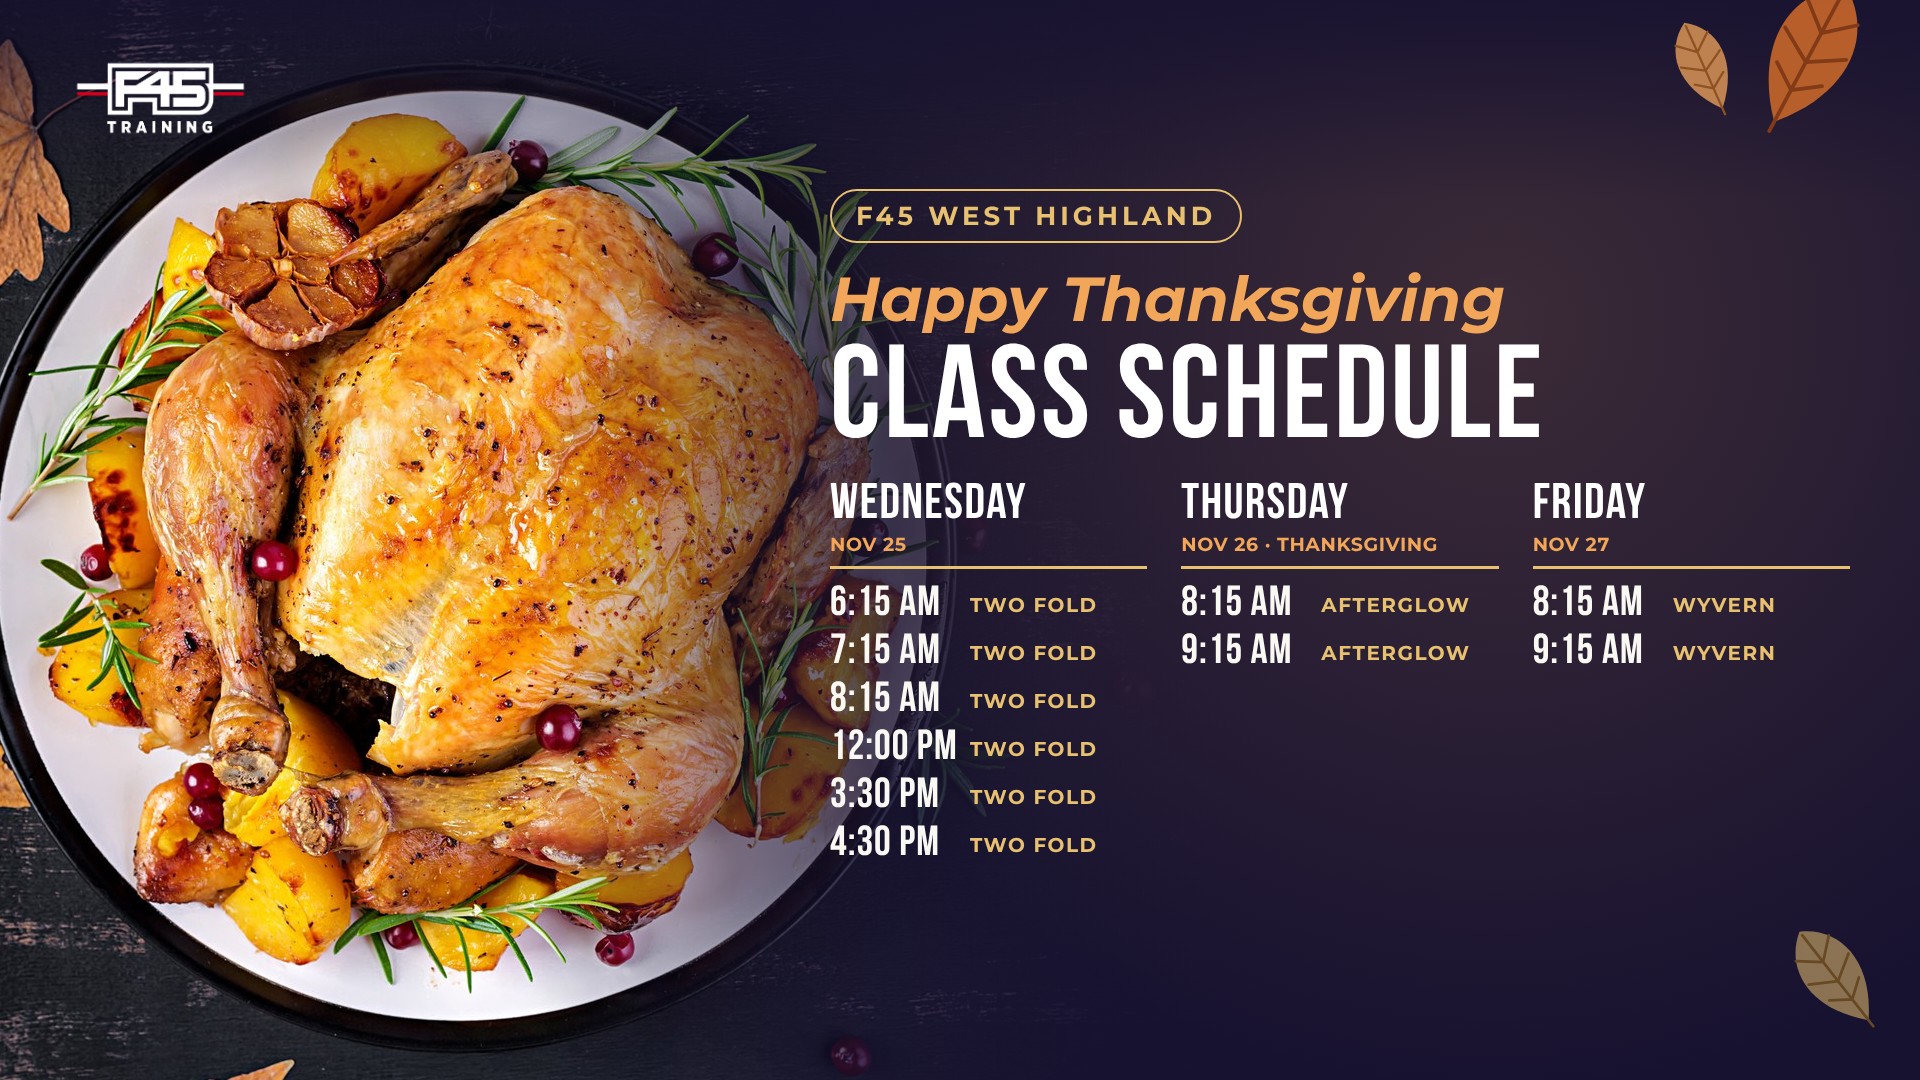 F45
TRAINING
F45 WEST HIGHLAND
Happy Thanksgiving
CLASS SCHEDULE
WEDNESDAY
NOV 25
6:15 AM TWO FOLD
7:15 AM TWO FOLD
8:15 AM TWO FOLD
12:00 PM TWO FOLD
3:30 PM TWO FOLD
4:30 PM TWO FOLD
THURSDAY
NOV 26 · THANKSGIVING
8:15 AM AFTERGLOW
9:15 AM AFTERGLOW
FRIDAY
NOV 27
8:15 AM WYVERN
9:15 AM WYVERN